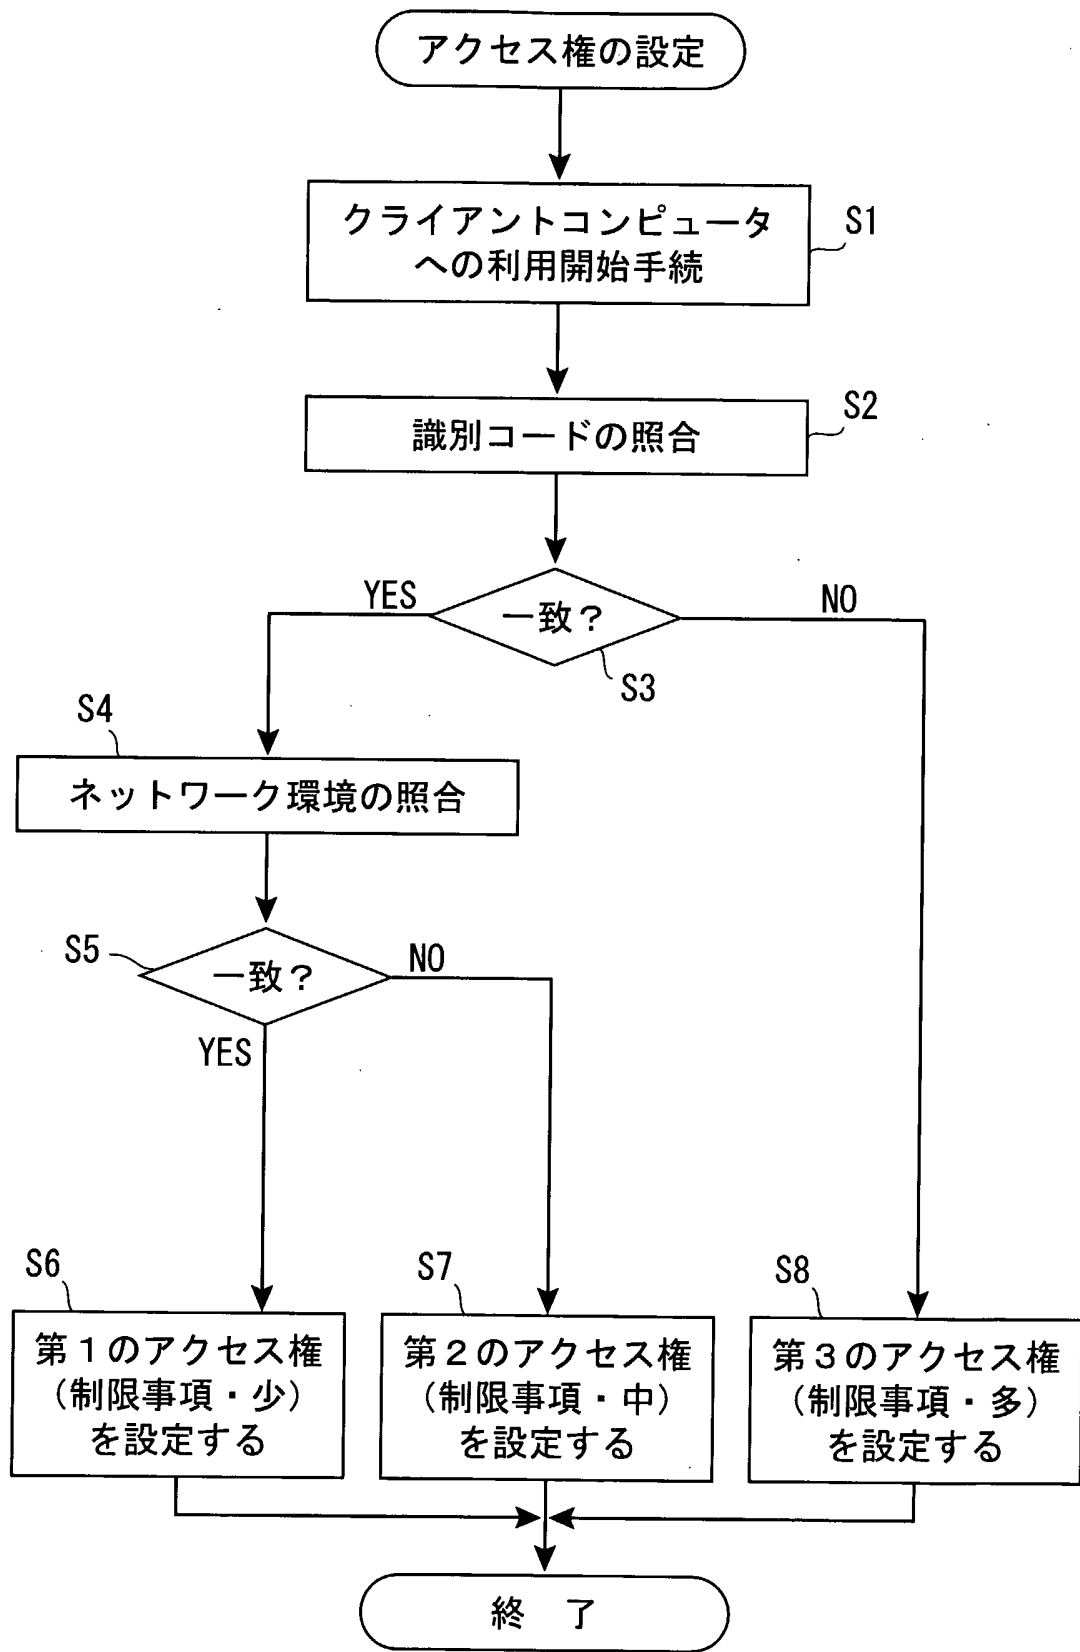 アクセス権の設定
クライアントコンピュータ
への利用開始手続
S1
識別コードの照合
S2
YES
一致？
NO
S3
S4
ネットワーク環境の照合
S5
一致？
NO
YES
S6
第１のアクセス権
（制限事項・少）
を設定する
S7
第２のアクセス権
（制限事項・中）
を設定する
S8
第３のアクセス権
（制限事項・多）
を設定する
終　了